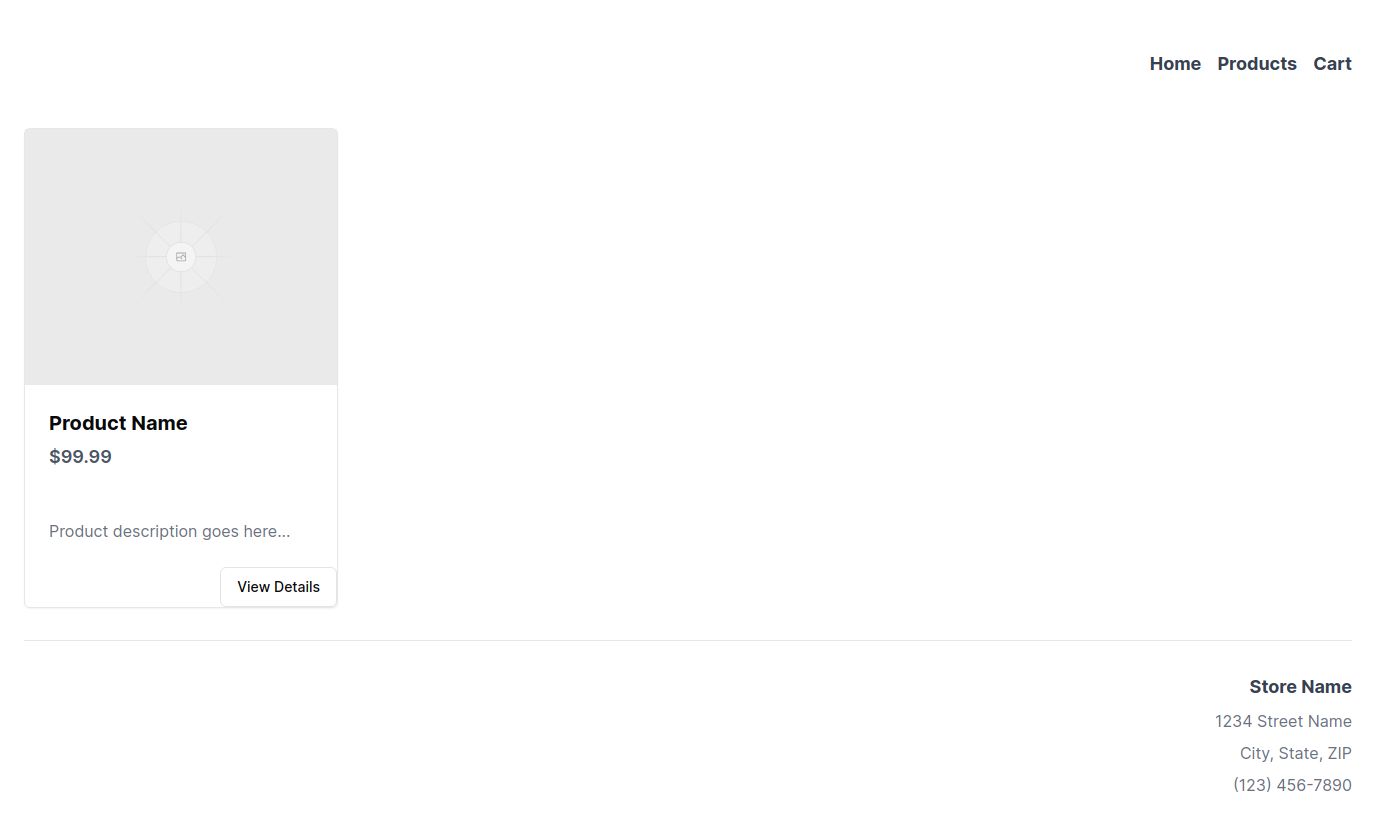 Home Products Cart
Product Name
$99.99
Product description goes here...
View Details
Store Name
1234 Street Name
City, State, ZIP
(123) 456-7890